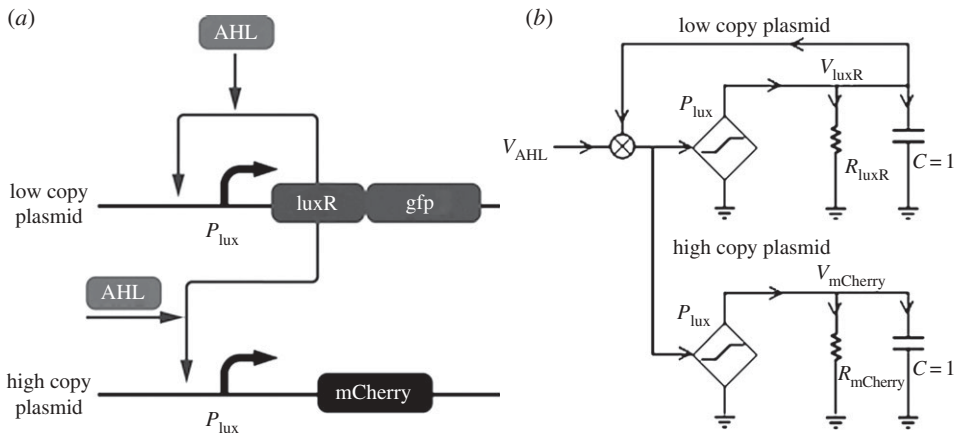 (a)
AHL
low copy
plasmid
P_lux
luxR
gfp
AHL
high copy
plasmid
P_lux
mCherry
(b)
low copy plasmid
V_luxR
P_lux
V_AHL
R_luxR
C = 1
high copy plasmid
V_mCherry
P_lux
R_mCherry
C = 1